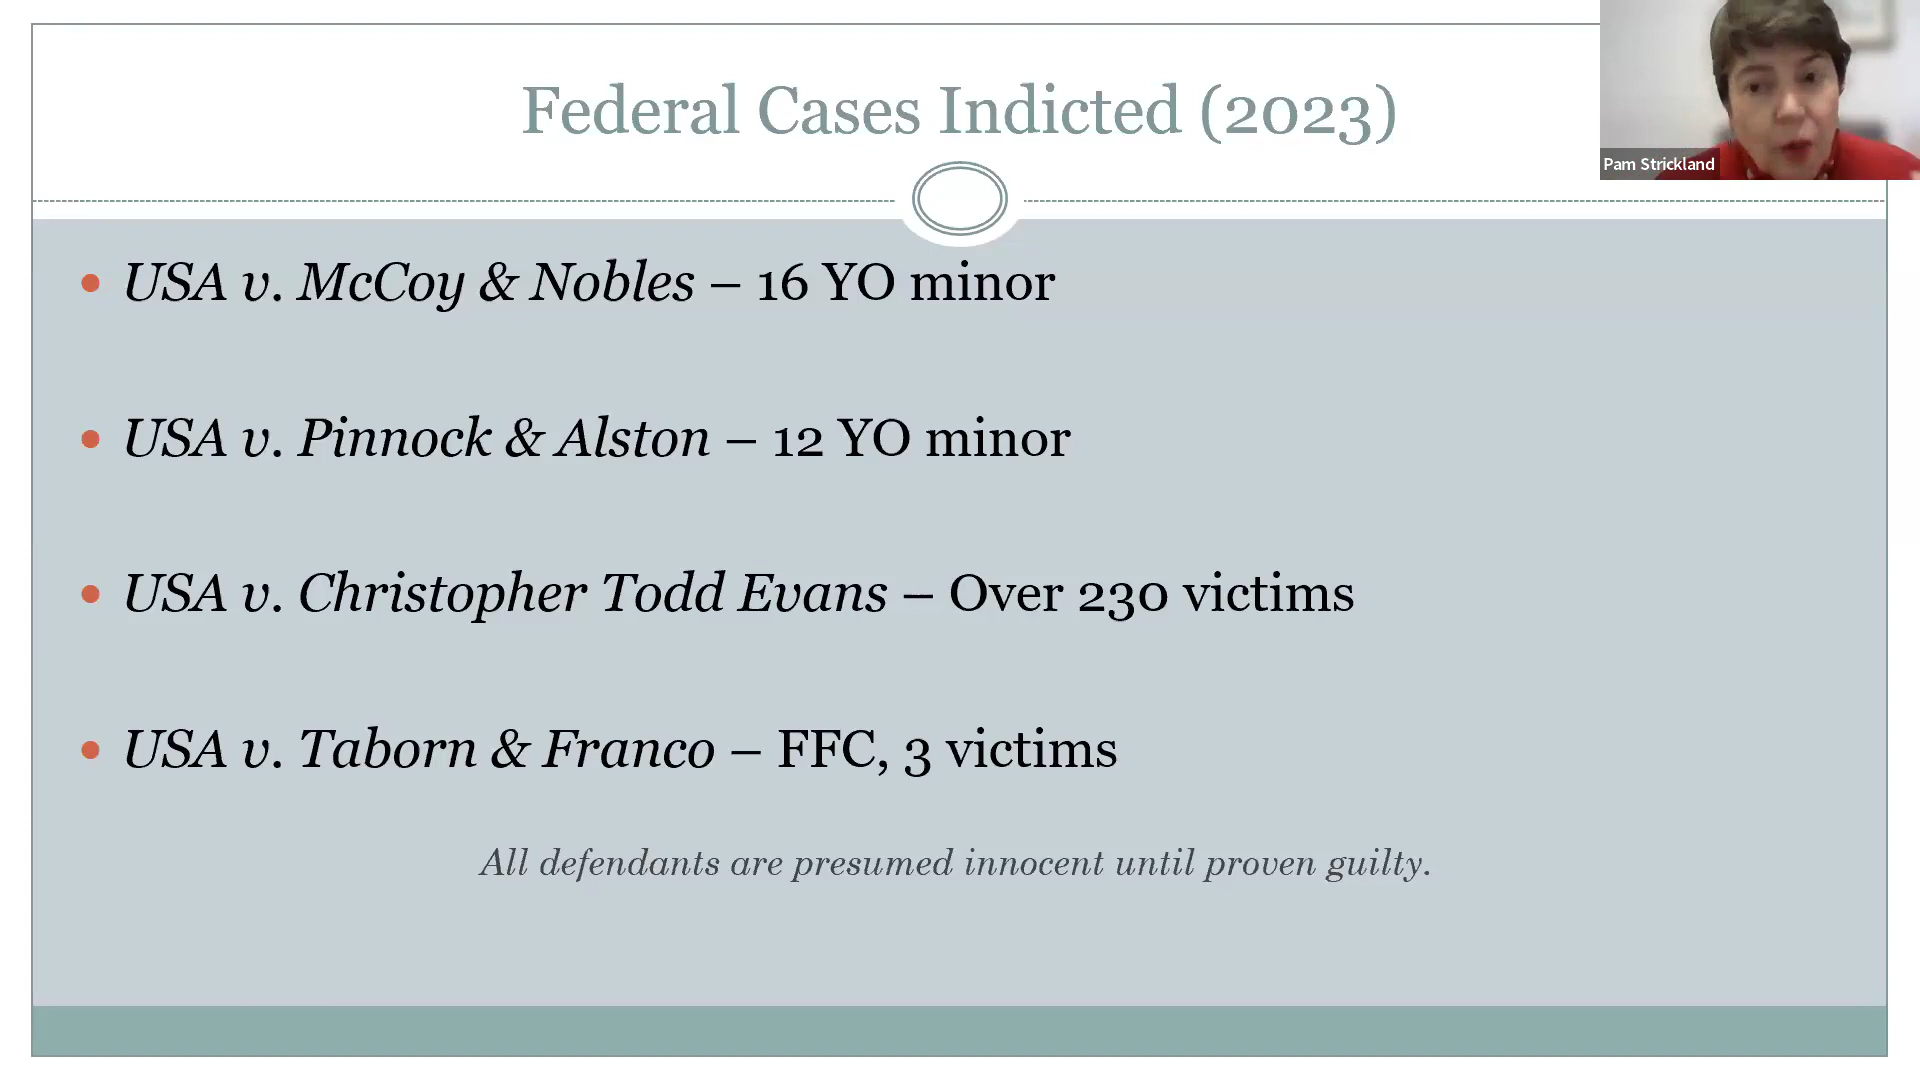 Federal Cases Indicted (2023)
Pam Strickland
• USA v. McCoy & Nobles – 16 YO minor
• USA v. Pinnock & Alston – 12 YO minor
• USA v. Christopher Todd Evans – Over 230 victims
• USA v. Taborn & Franco – FFC, 3 victims
All defendants are presumed innocent until proven guilty.